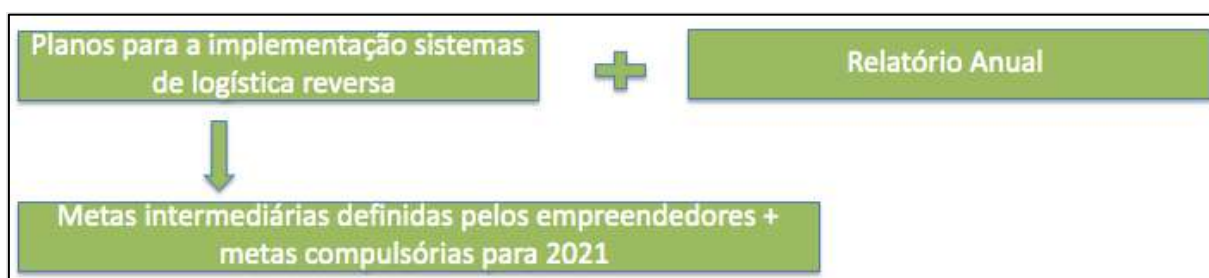 Planos para a implementação sistemas
de logística reversa
Relatório Anual
Metas intermediárias definidas pelos empreendedores +
metas compulsórias para 2021